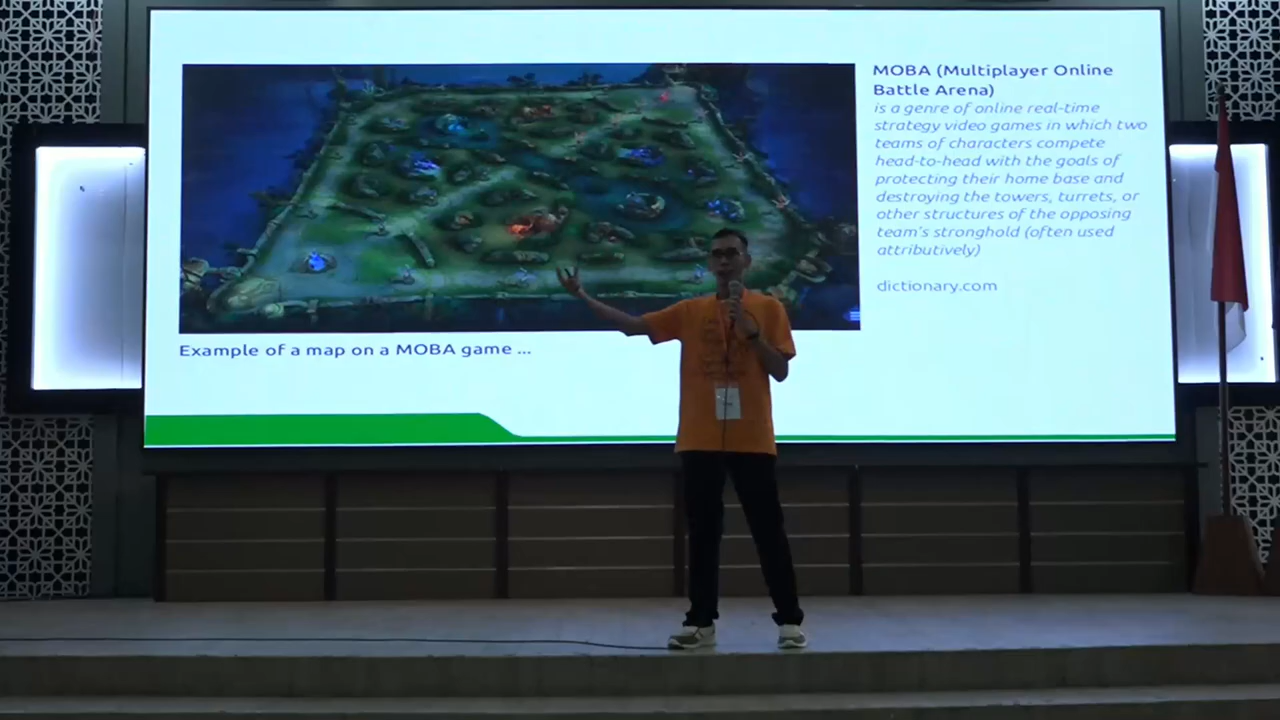 MOBA (Multiplayer Online
Battle Arena)
is a genre of online real-time
strategy video games in which two
teams of characters compete
head-to-head with the goals of
protecting their home base and
destroying the towers, turrets, or
other structures of the opposing
team's stronghold (often used
attributively)
dictionary.com
Example of a map on a MOBA game ...